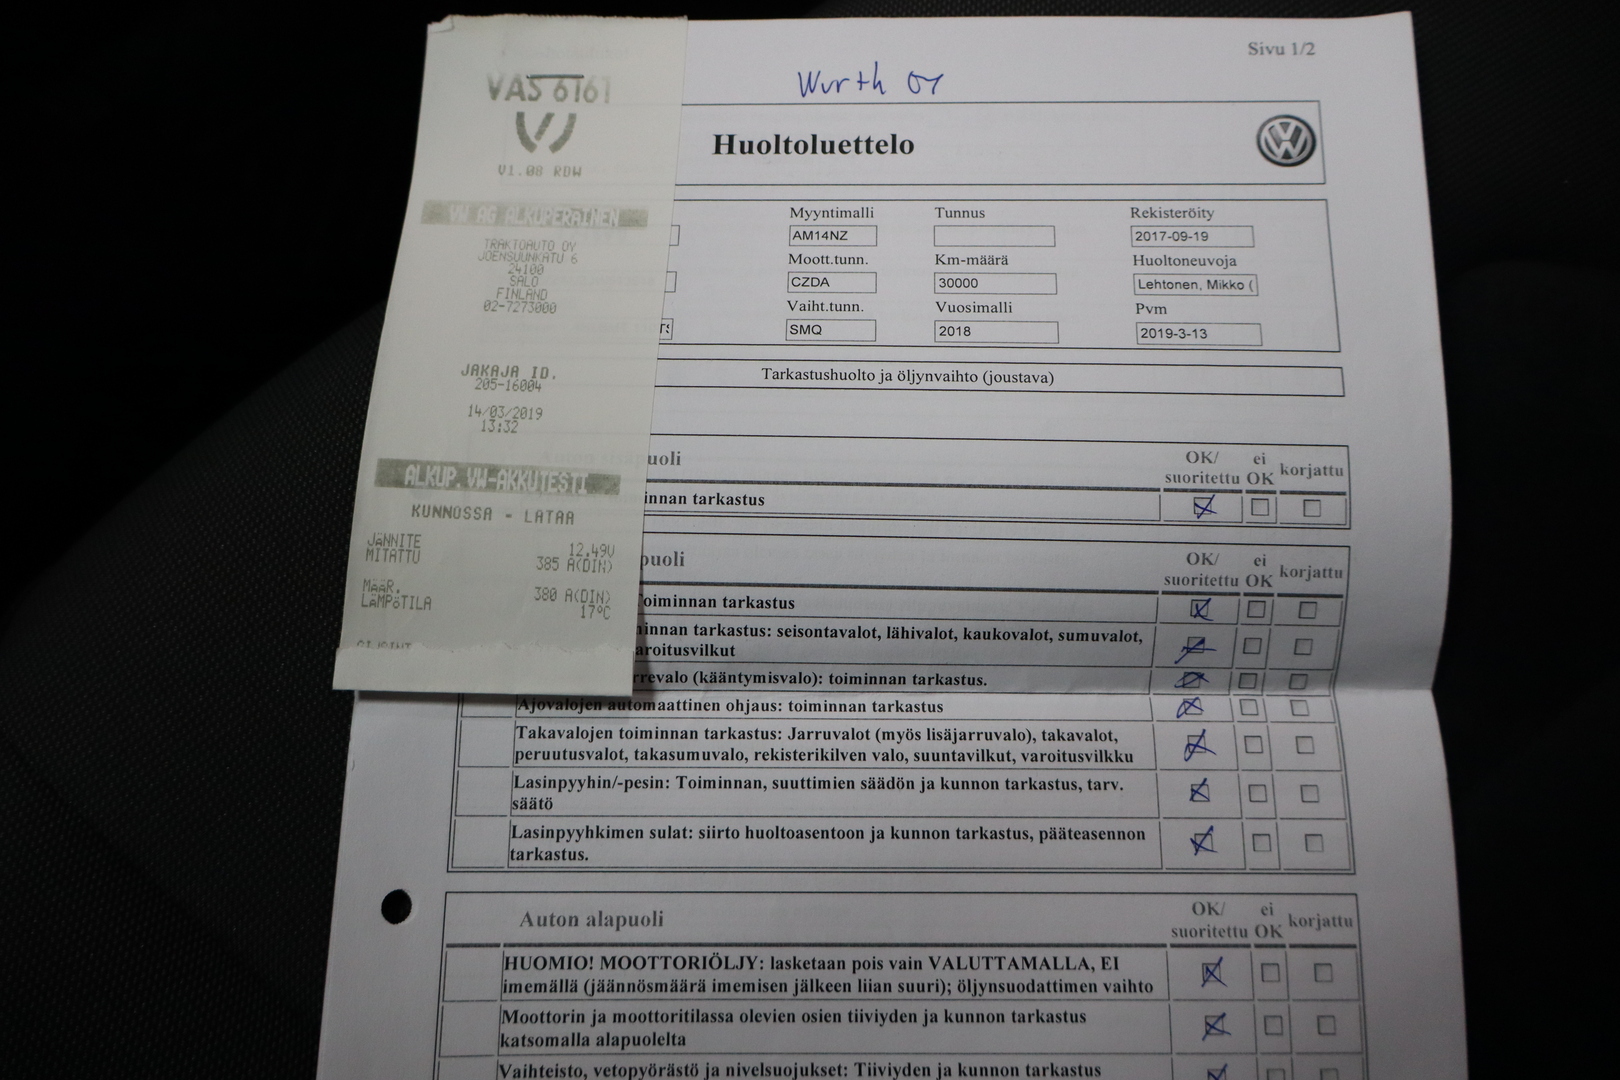 VAS 6161
V1.08 RDW
VW AG ALKUPERÄINEN
TRAKTOAUTO OY
JOENSUUNKATU 6
24100
SALO
FINLAND
02-7273000
JAKAJA ID.
205-16004
14/03/2019
13:32
ALKUP. VW-AKKUTESTI
KUNNOSSA - LATAA
JÄNNITE 12.49V
MITATTU 385 A(DIN)
MÄÄR. 380 A(DIN)
LÄMPÖTILA 17°C
Sivu 1/2
Wurth OY
Huoltoluettelo
Myyntimalli Tunnus Rekisteröity
AM14NZ 2017-09-19
Moott.tunn. Km-määrä Huoltoneuvoja
CZDA 30000 Lehtonen, Mikko (
Vaiht.tunn. Vuosimalli Pvm
SMQ 2018 2019-3-13
Tarkastushuolto ja öljynvaihto (joustava)
uoli OK/ suoritettu ei OK korjattu
innan tarkastus
puoli OK/ suoritettu ei OK korjattu
Toiminnan tarkastus
innan tarkastus: seisontavalot, lähivalot, kaukovalot, sumuvalot,
aroitusvilkut
rrevalo (kääntymisvalo): toiminnan tarkastus.
Ajovalojen automaattinen ohjaus: toiminnan tarkastus
Takavalojen toiminnan tarkastus: Jarruvalot (myös lisäjarruvalo), takavalot,
peruutusvalot, takasumuvalo, rekisterikilven valo, suuntavilkut, varoitusvilkku
Lasinpyyhin/-pesin: Toiminnan, suuttimien säädön ja kunnon tarkastus, tarv.
säätö
Lasinpyyhkimen sulat: siirto huoltoasentoon ja kunnon tarkastus, pääteasennon
tarkastus.
Auton alapuoli OK/ suoritettu ei OK korjattu
HUOMIO! MOOTTORIÖLJY: lasketaan pois vain VALUTTAMALLA, EI
imemällä (jäännösmäärä imemisen jälkeen liian suuri); öljynsuodattimen vaihto
Moottorin ja moottoritilassa olevien osien tiiviyden ja kunnon tarkastus
katsomalla alapuolelta
Vaihteisto, vetopyörästö ja nivelsuojukset: Tiiviyden ja kunnon tarkastus